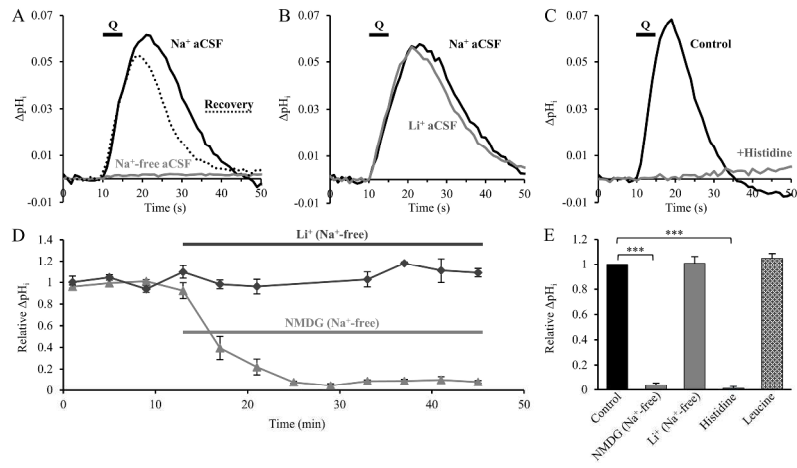 A
Q
Na⁺ aCSF
Recovery
Na⁺-free aCSF
ΔpHᵢ
0.07
0.05
0.03
0.01
-0.01
0 10 20 30 40 50
Time (s)
B
Q
Na⁺ aCSF
Li⁺ aCSF
ΔpHᵢ
0.07
0.05
0.03
0.01
-0.01
0 10 20 30 40 50
Time (s)
C
Q
Control
+Histidine
ΔpHᵢ
0.07
0.05
0.03
0.01
-0.01
0 10 20 30 40 50
Time (s)
D
Li⁺ (Na⁺-free)
NMDG (Na⁺-free)
Relative ΔpHᵢ
1.4
1.2
1
0.8
0.6
0.4
0.2
0
0 10 20 30 40 50
Time (min)
E
***
***
Relative ΔpHᵢ
1.2
1
0.8
0.6
0.4
0.2
0
Control
NMDG (Na⁺-free)
Li⁺ (Na⁺-free)
Histidine
Leucine